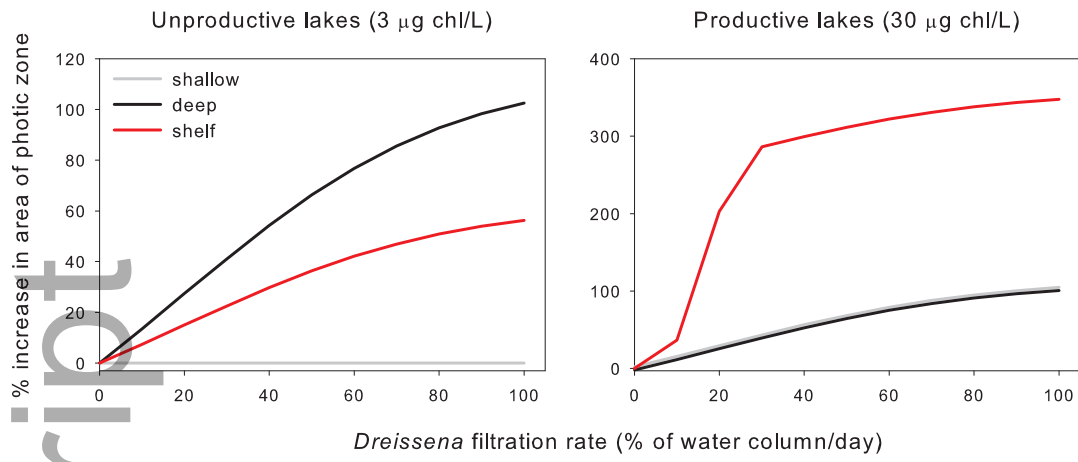 Unproductive lakes (3 μg chl/L)
Productive lakes (30 μg chl/L)
% increase in area of photic zone
120
100
80
60
40
20
0
shallow
deep
shelf
0 20 40 60 80 100
400
300
200
100
0
0 20 40 60 80 100
Dreissena filtration rate (% of water column/day)
ript